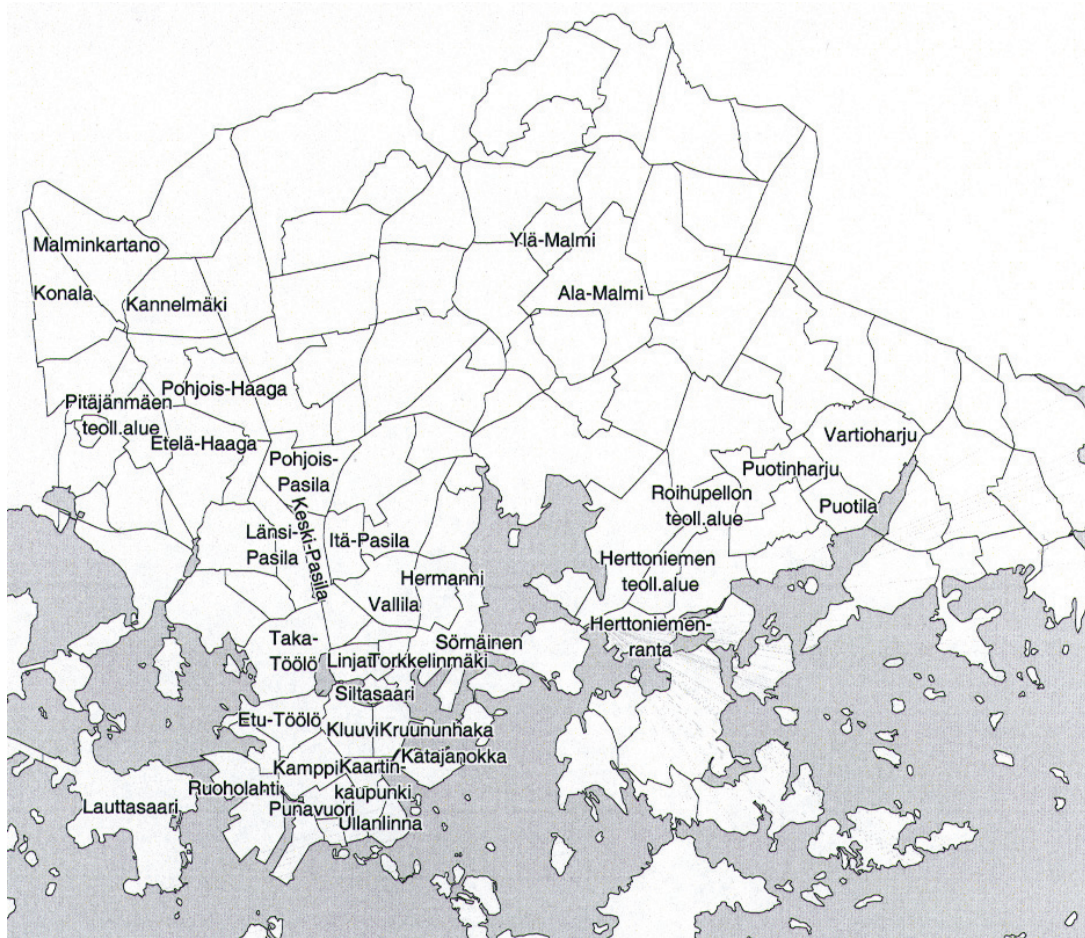 Malminkartano
Ylä-Malmi
Konala
Kannelmäki
Ala-Malmi
Pohjois-Haaga
Pitäjänmäen
teoll.alue
Etelä-Haaga
Vartioharju
Pohjois-
Pasila
Puotinharju
Roihupellon
teoll.alue
Puotila
Keski-Pasila
Länsi-
Pasila
Itä-Pasila
Herttoniemen
teoll.alue
Hermanni
Vallila
Herttoniemen-
ranta
Taka-
Töölö
Sörnäinen
Linjat
Torkkelinmäki
Siltasaari
Etu-Töölö
Kluuvi
Kruununhaka
Katajanokka
Kamppi
Kaartin-
kaupunki
Ruoholahti
Lauttasaari
Punavuori
Ullanlinna